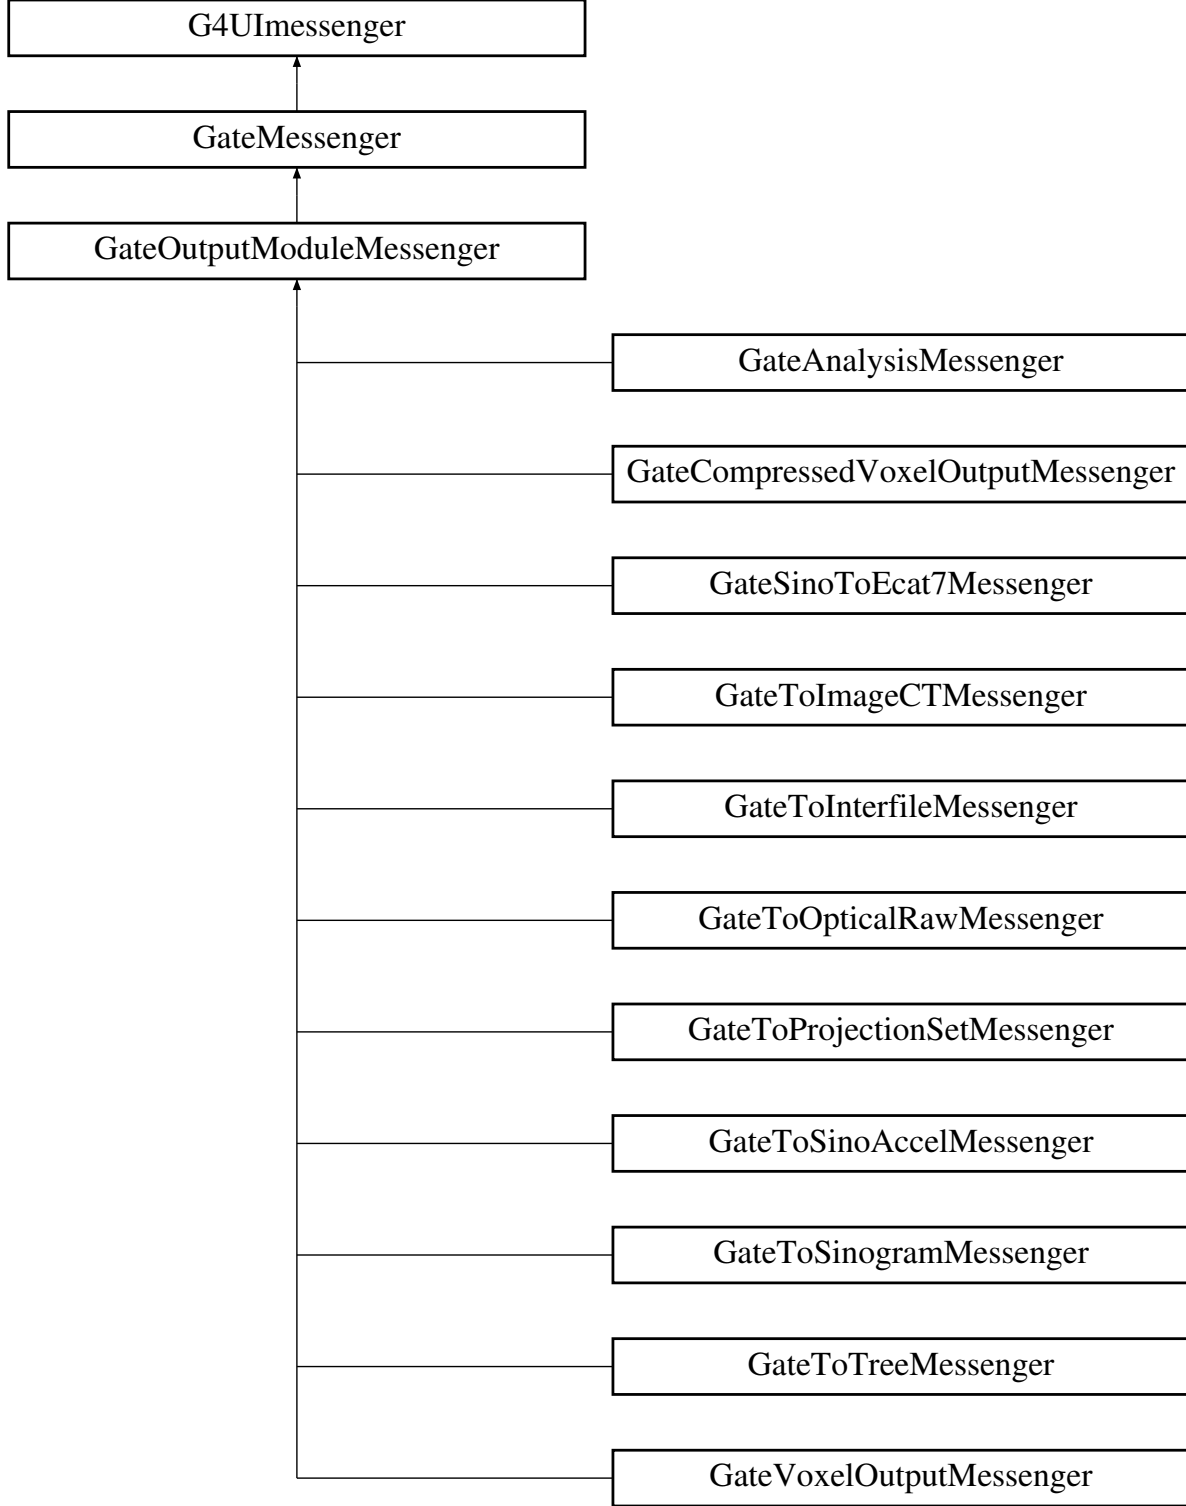 G4UImessenger
GateMessenger
GateOutputModuleMessenger
GateAnalysisMessenger
GateCompressedVoxelOutputMessenger
GateSinoToEcat7Messenger
GateToImageCTMessenger
GateToInterfileMessenger
GateToOpticalRawMessenger
GateToProjectionSetMessenger
GateToSinoAccelMessenger
GateToSinogramMessenger
GateToTreeMessenger
GateVoxelOutputMessenger